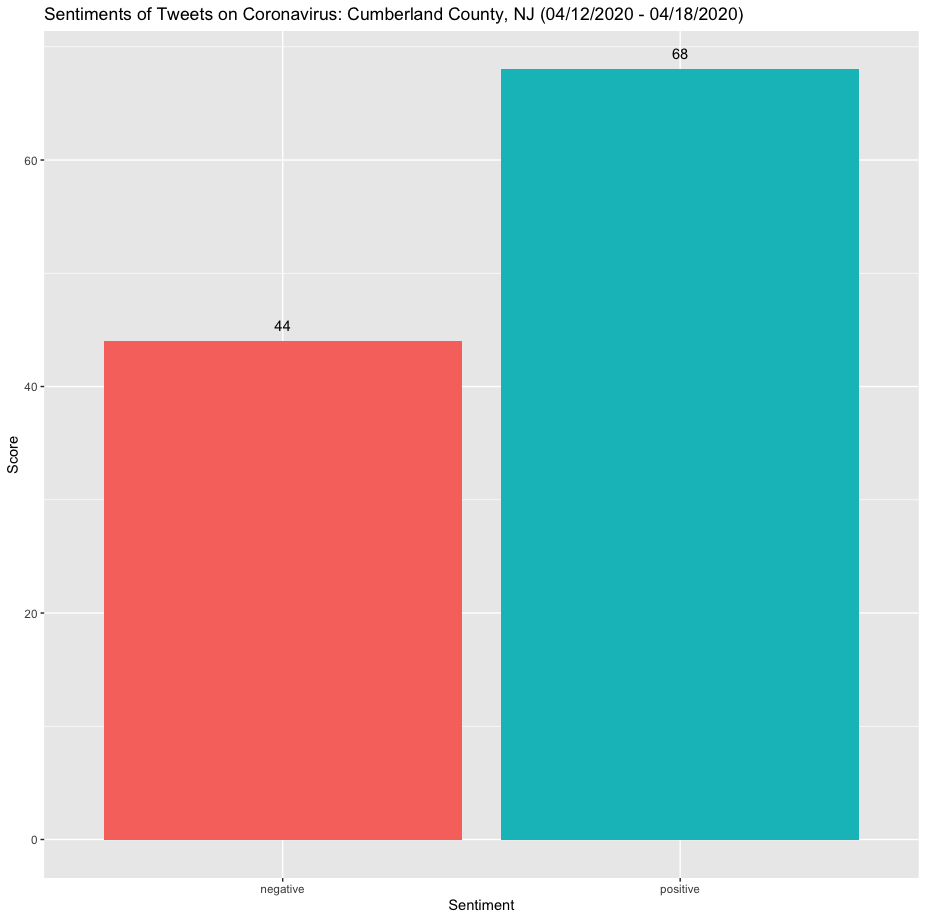 Sentiments of Tweets on Coronavirus: Cumberland County, NJ (04/12/2020 - 04/18/2020)
68
60
44
40
Score
20
0
negative
positive
Sentiment